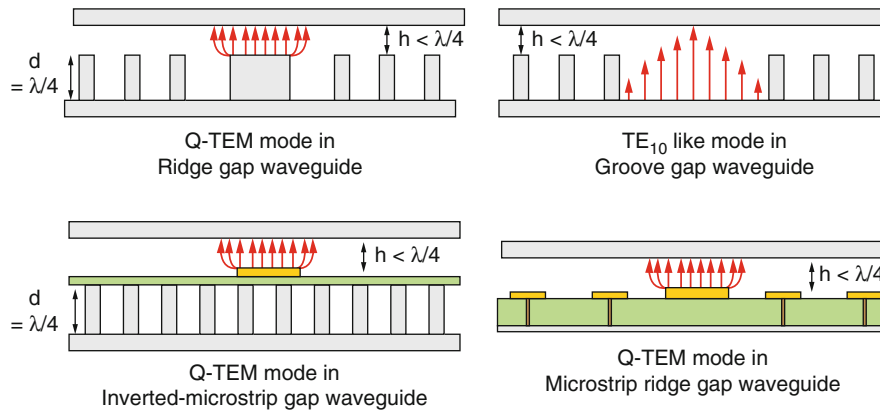 h < λ/4
d
= λ/4
Q-TEM mode in
Ridge gap waveguide
h < λ/4
TE₁₀ like mode in
Groove gap waveguide
h < λ/4
d
= λ/4
Q-TEM mode in
Inverted-microstrip gap waveguide
h < λ/4
Q-TEM mode in
Microstrip ridge gap waveguide